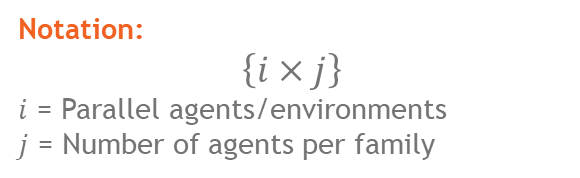 Notation:
{i × j}
i = Parallel agents/environments
j = Number of agents per family